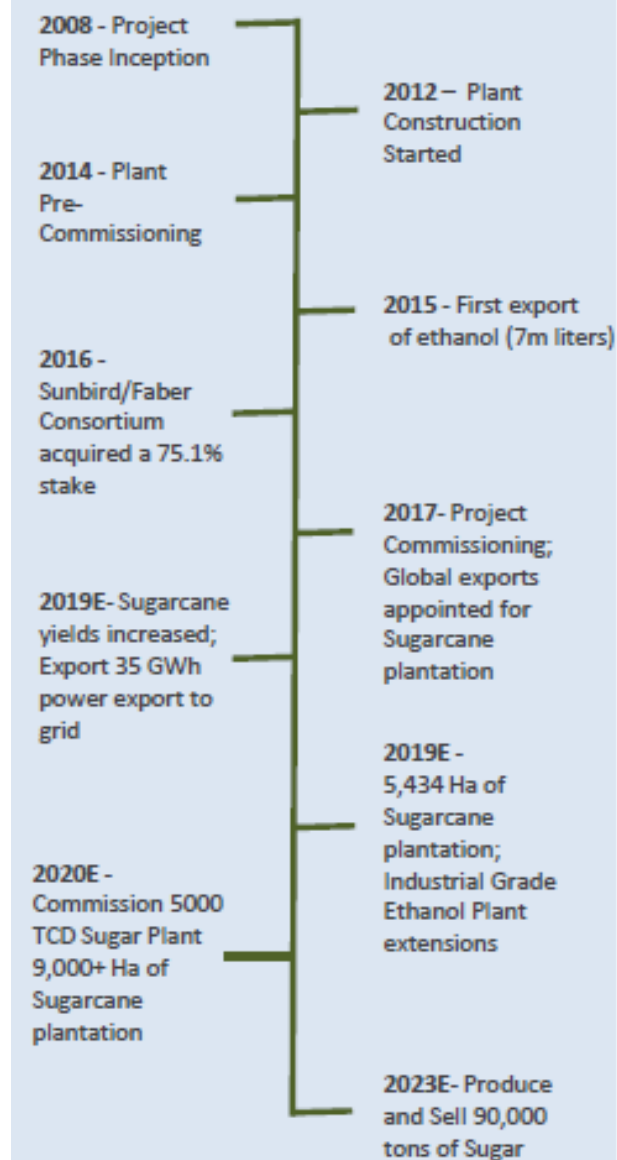 2008 - Project
Phase Inception
2012 – Plant
Construction
Started
2014 - Plant
Pre-
Commissioning
2015 - First export
of ethanol (7m liters)
2016 -
Sunbird/Faber
Consortium
acquired a 75.1%
stake
2017- Project
Commissioning;
Global exports
appointed for
Sugarcane
plantation
2019E- Sugarcane
yields increased;
Export 35 GWh
power export to
grid
2019E -
5,434 Ha of
Sugarcane
plantation;
Industrial Grade
Ethanol Plant
extensions
2020E -
Commission 5000
TCD Sugar Plant
9,000+ Ha of
Sugarcane
plantation
2023E- Produce
and Sell 90,000
tons of Sugar